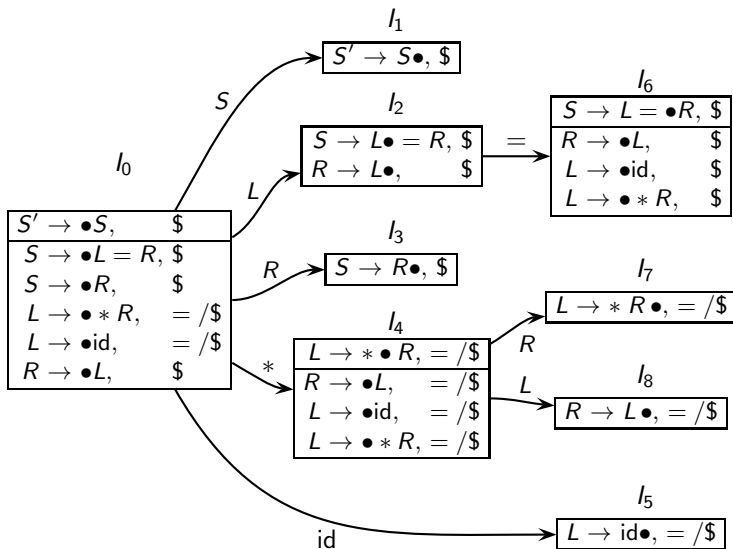 I₁
S′ → S•, $
S
I₂
S → L• = R, $
R → L•, $
=
I₆
S → L = •R, $
R → •L, $
L → •id, $
L → • ∗ R, $
I₀
S′ → •S, $
S → •L = R, $
S → •R, $
L → • ∗ R, = /$
L → •id, = /$
R → •L, $
L
I₃
S → R•, $
R
I₄
L → ∗ • R, = /$
R → •L, = /$
L → •id, = /$
L → • ∗ R, = /$
∗
I₇
L → ∗ R •, = /$
R
I₈
R → L •, = /$
L
I₅
L → id•, = /$
id